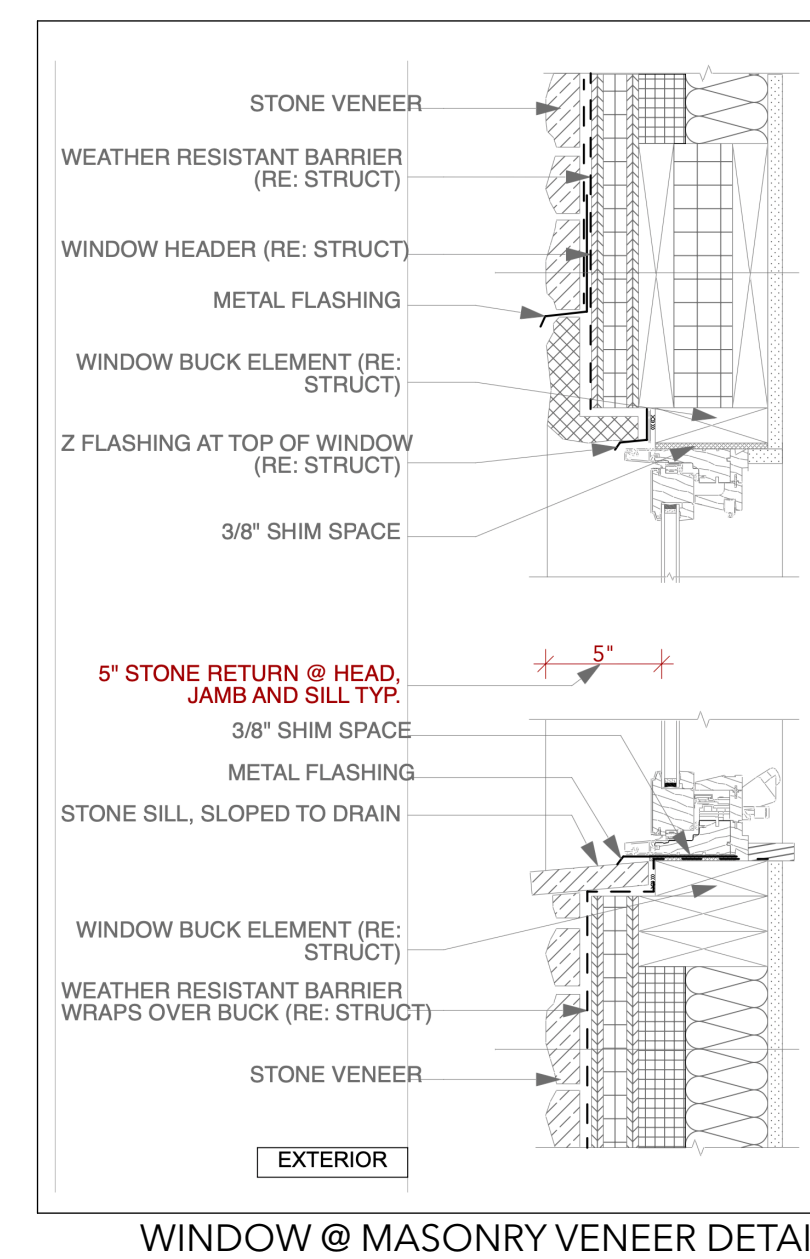 STONE VENEER
WEATHER RESISTANT BARRIER
(RE: STRUCT)
WINDOW HEADER (RE: STRUCT)
METAL FLASHING
WINDOW BUCK ELEMENT (RE:
STRUCT)
Z FLASHING AT TOP OF WINDOW
(RE: STRUCT)
3/8" SHIM SPACE
5" STONE RETURN @ HEAD,
JAMB AND SILL TYP.
5"
3/8" SHIM SPACE
METAL FLASHING
STONE SILL, SLOPED TO DRAIN
WINDOW BUCK ELEMENT (RE:
STRUCT)
WEATHER RESISTANT BARRIER
WRAPS OVER BUCK (RE: STRUCT)
STONE VENEER
EXTERIOR
WINDOW @ MASONRY VENEER DETAI